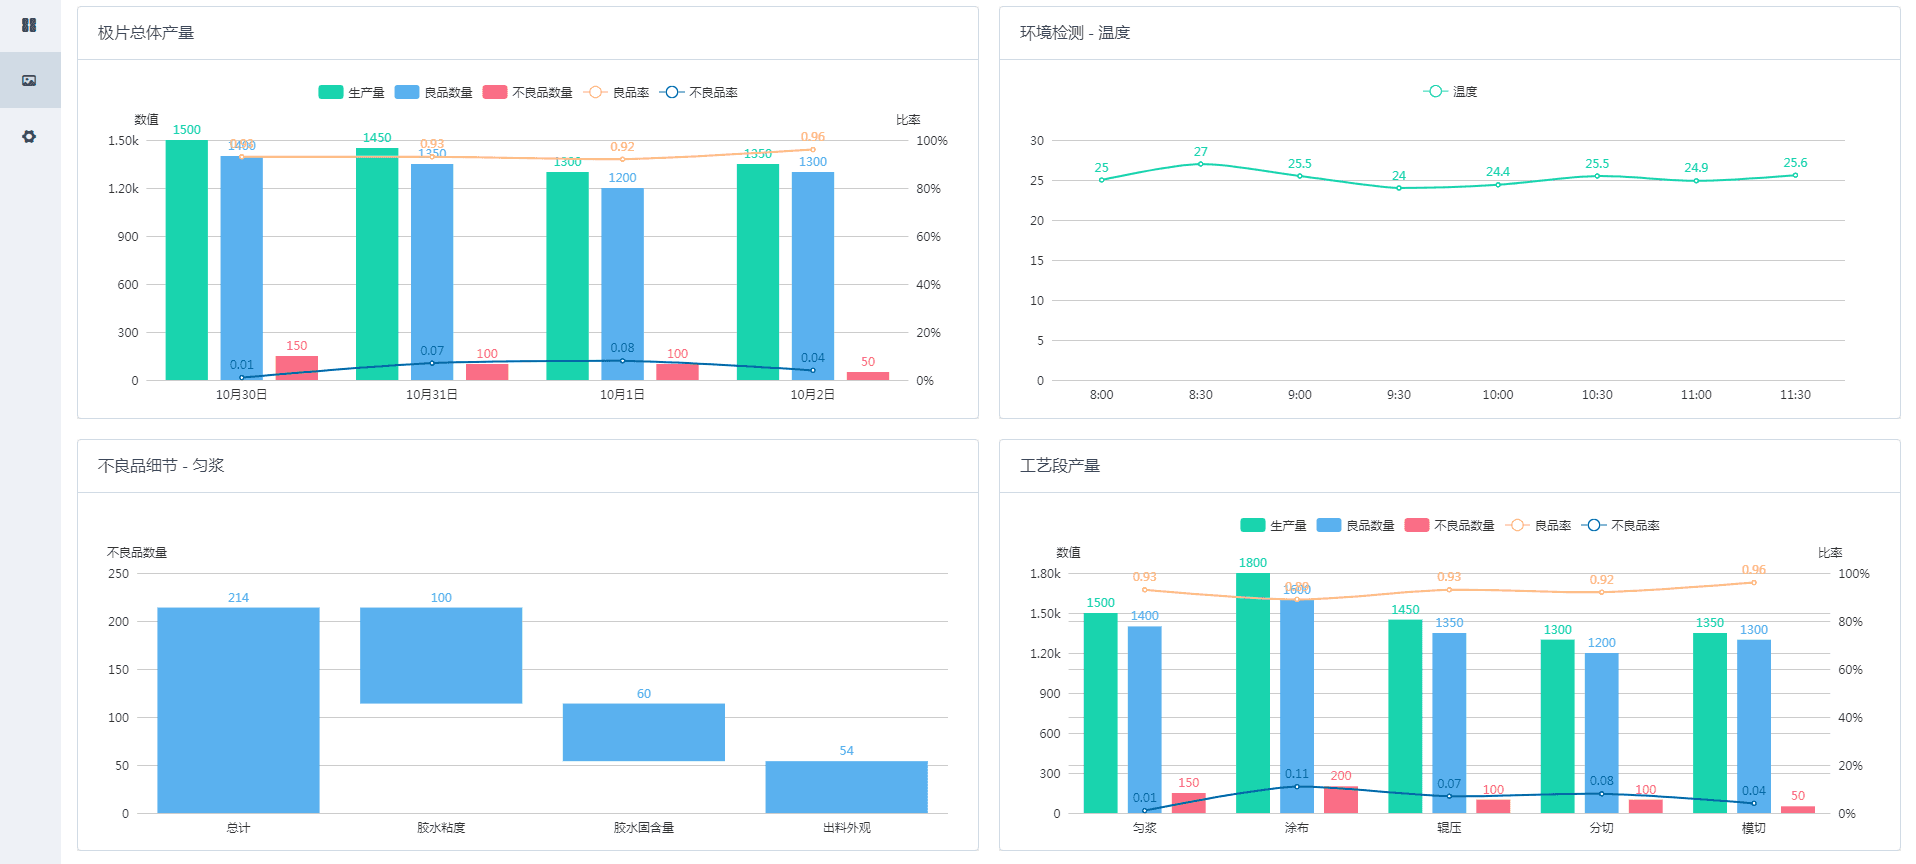 极片总体产量
生产量 良品数量 不良品数量 良品率 不良品率
数值 比率
1500 1450 1300 1350
1400 1350 1200 1300
0.93 0.92 0.96
150 100 100 50
0.01 0.07 0.08 0.04
1.50k 1.20k 900 600 300 0
100% 80% 60% 40% 20% 0%
10月30日 10月31日 10月1日 10月2日
环境检测 - 温度
温度
30 25 20 15 10 5 0
25 27 25.5 24 24.4 25.5 24.9 25.6
8:00 8:30 9:00 9:30 10:00 10:30 11:00 11:30
不良品细节 - 匀浆
不良品数量
250 200 150 100 50 0
214 100 60 54
总计 胶水粘度 胶水固含量 出料外观
工艺段产量
生产量 良品数量 不良品数量 良品率 不良品率
数值 比率
1500 1800 1450 1300 1350
1400 1600 1350 1200 1300
0.93 0.89 0.93 0.92 0.96
150 200 100 100 50
0.01 0.11 0.07 0.08 0.04
1.80k 1.50k 1.20k 900 600 300 0
100% 80% 60% 40% 20% 0%
匀浆 涂布 辊压 分切 模切